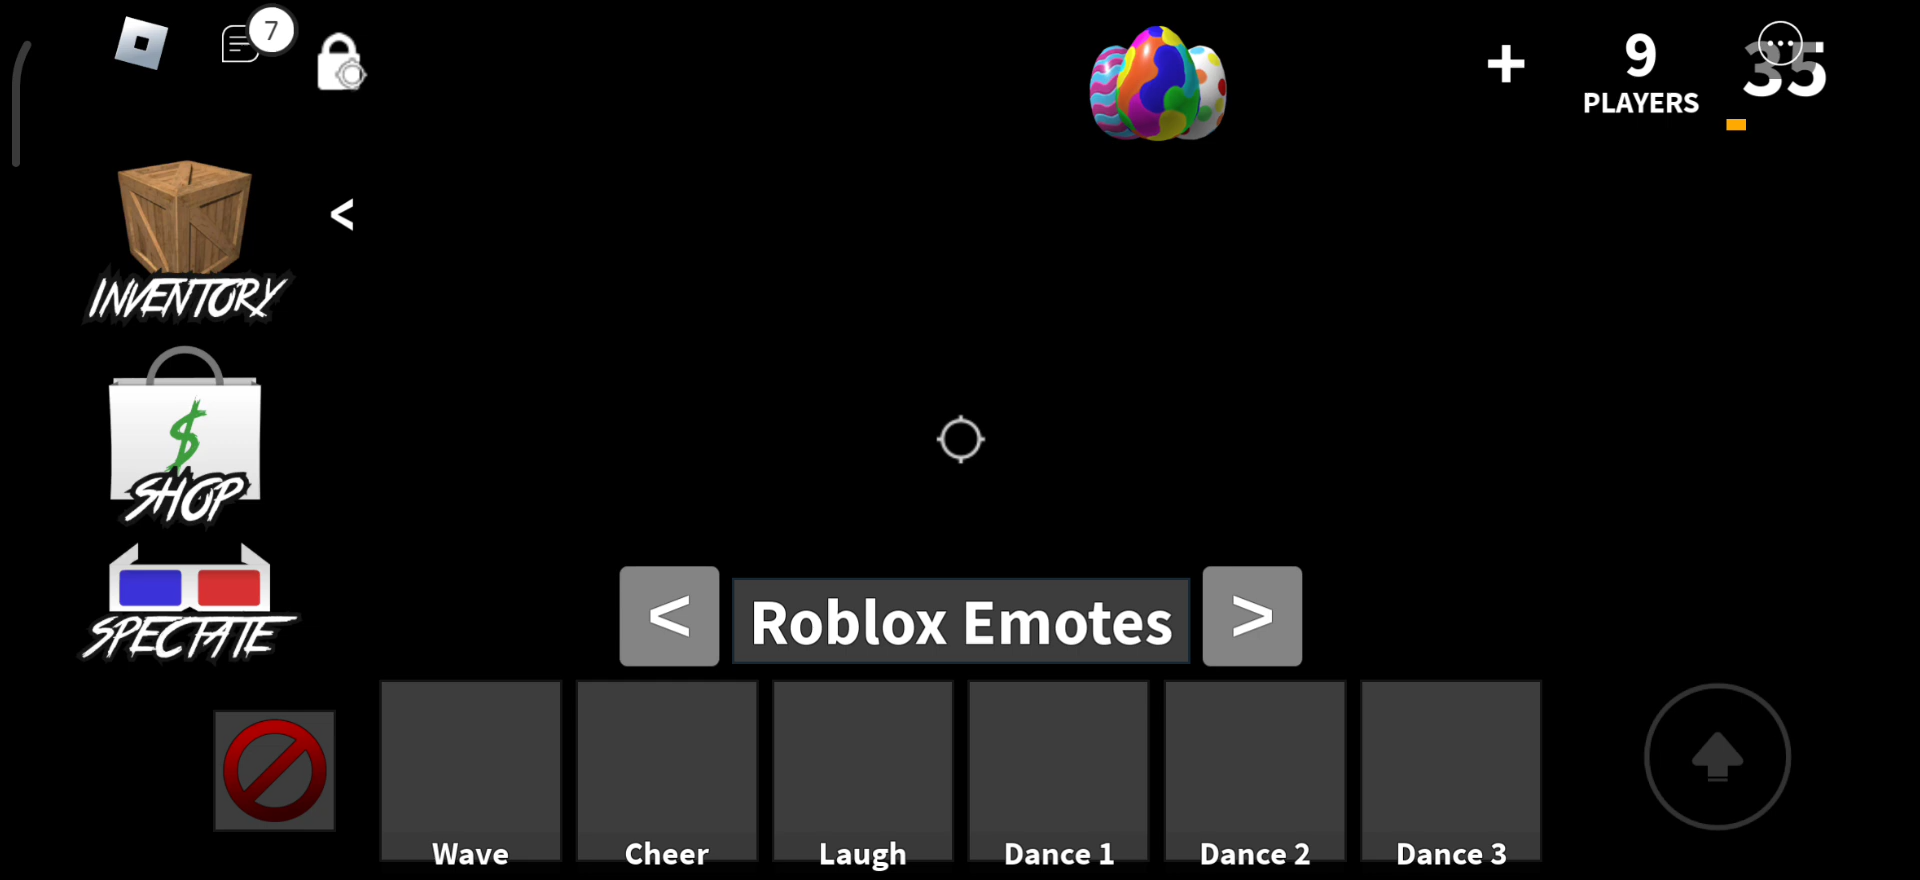 7
9
PLAYERS
35
<
INVENTORY
$
SHOP
SPECTATE
< Roblox Emotes >
Wave Cheer Laugh Dance 1 Dance 2 Dance 3